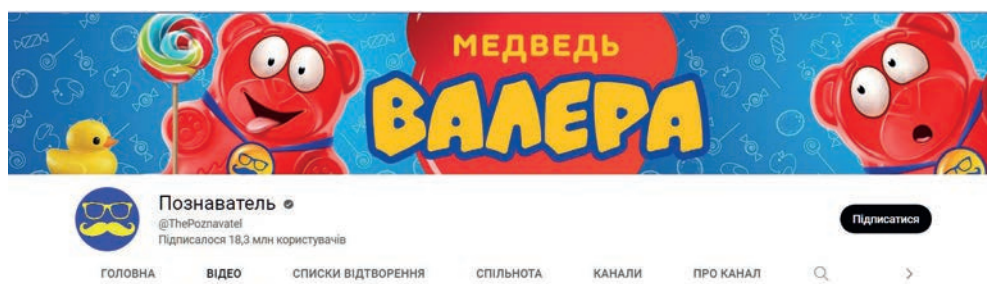 МЕДВЕДЬ
ВАЛЕРА
Познаватель
@ThePoznavatel
Підписалося 18,3 млн користувачів
Підписатися
ГОЛОВНА ВІДЕО СПИСКИ ВІДТВОРЕННЯ СПІЛЬНОТА КАНАЛИ ПРО КАНАЛ